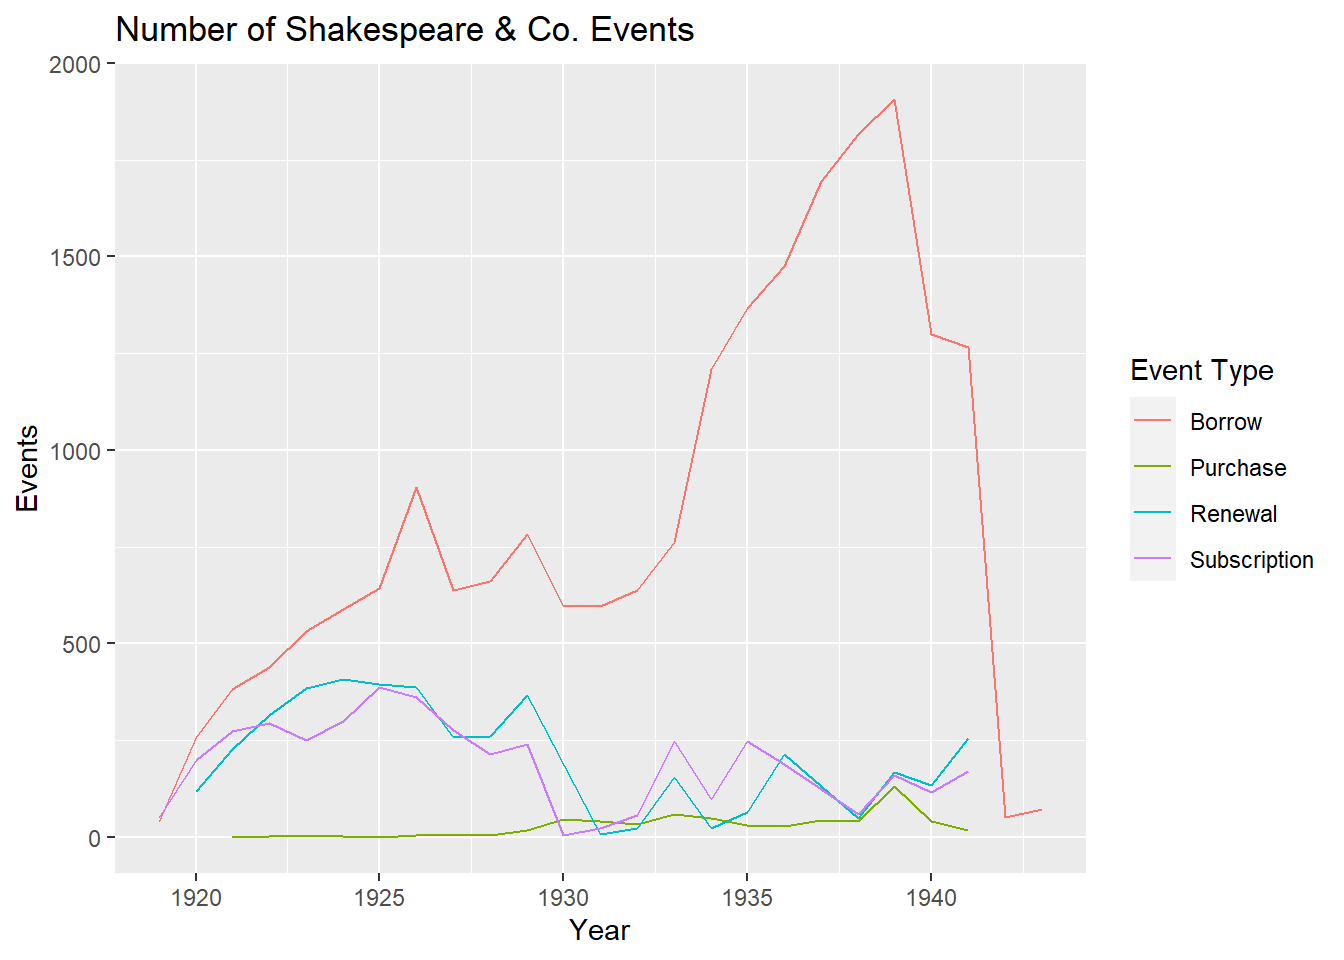 Number of Shakespeare & Co. Events
2000
1500
1000
500
0
Events
1920 1925 1930 1935 1940
Year
Event Type
Borrow
Purchase
Renewal
Subscription